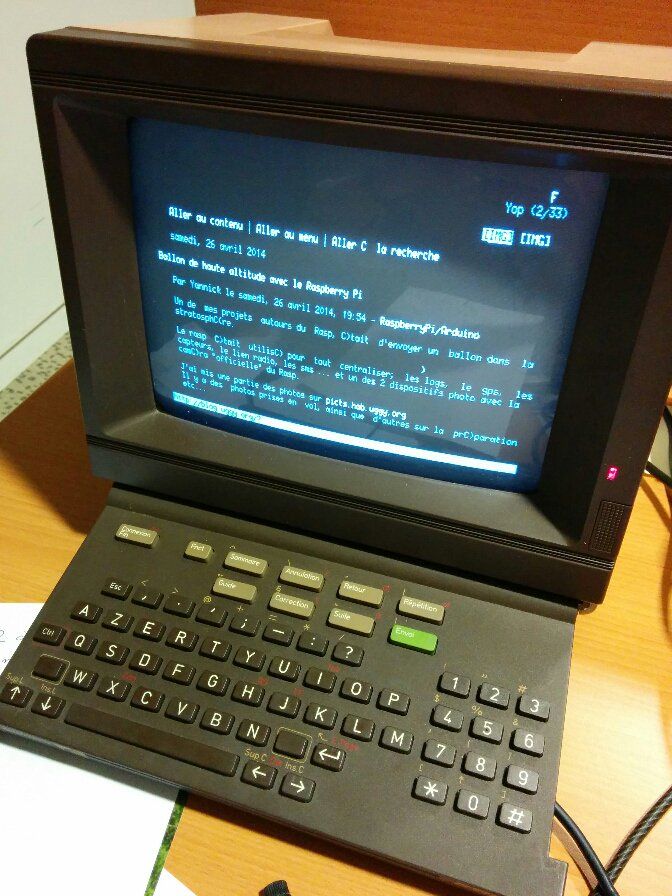 F
Yop (2/33)
[IMG] [IMG]
Aller au contenu | Aller au menu | Aller C  la recherche
samedi, 26 avril 2014
Ballon de haute altitude avec le Raspberry Pi
Par Yannick le samedi, 26 avril 2014, 19:54 - RaspberryPi/Arduino
Un de mes projets autours du Rasp, C)tait d'envoyer un ballon dans la
stratosphC(re.
)
Le rasp C)tait utilisC) pour tout centraliser; les logs, le gps, les
capteurs, le lien radio, les sms ... et un des 2 dispositifs photo avec la
camC)ra "officielle" du Rasp.
J'ai mis une partie des photos sur picts.hab.uggy.org
Il y a des photos prises en vol, ainsi que d'autres sur la prC)paration
etc...
Connexion
Fin
Fnct
Sommaire
Annulation
Retour
Répétition
Guide
Correction
Suite
Envoi
Esc < , > . @ ' + ; = - * : / ?
A Z E R T Y U I O P
Ctrl Q S D F G H J K L M
W X C V B N
Sup.L Ins.L
↑ ↓
Sup.C Ins.C
← → ↵
1 2 3
4 5 6
7 8 9
* 0 #